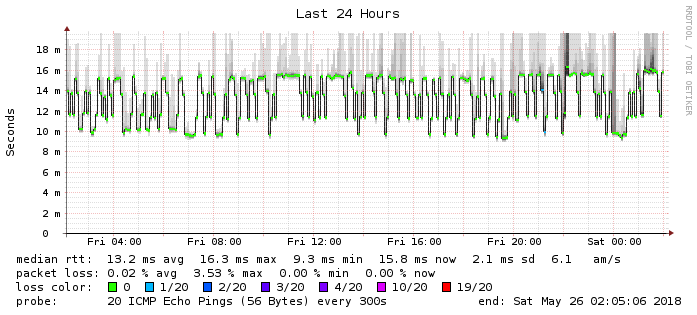 Last 24 Hours
RRDTOOL / TOBI OETIKER
Seconds
18 m
16 m
14 m
12 m
10 m
8 m
6 m
4 m
2 m
0
Fri 04:00 Fri 08:00 Fri 12:00 Fri 16:00 Fri 20:00 Sat 00:00
median rtt: 13.2 ms avg 16.3 ms max 9.3 ms min 15.8 ms now 2.1 ms sd 6.1 am/s
packet loss: 0.02 % avg 3.53 % max 0.00 % min 0.00 % now
loss color: 0 1/20 2/20 3/20 4/20 10/20 19/20
probe: 20 ICMP Echo Pings (56 Bytes) every 300s end: Sat May 26 02:05:06 2018